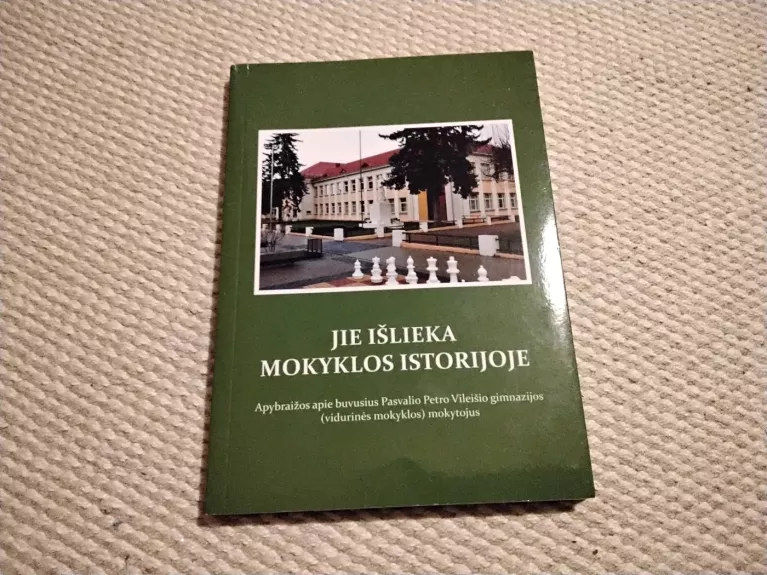 JIE IŠLIEKA
MOKYKLOS ISTORIJOJE
Apybraižos apie buvusius Pasvalio Petro Vileišio gimnazijos
(vidurinės mokyklos) mokytojus